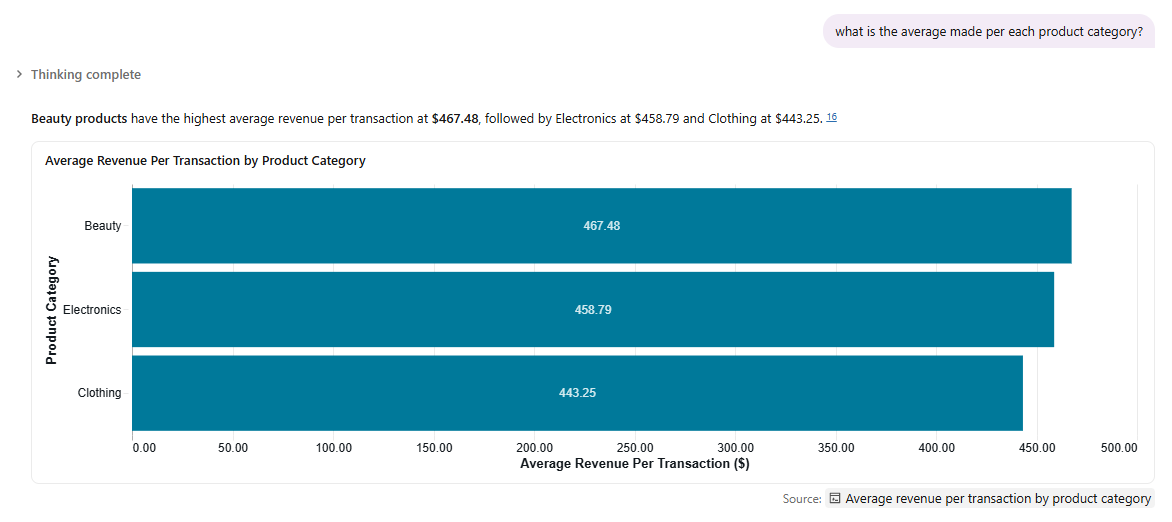 what is the average made per each product category?
Thinking complete
Beauty products have the highest average revenue per transaction at $467.48, followed by Electronics at $458.79 and Clothing at $443.25. 16
Average Revenue Per Transaction by Product Category
Product Category
Beauty
467.48
Electronics
458.79
Clothing
443.25
0.00 50.00 100.00 150.00 200.00 250.00 300.00 350.00 400.00 450.00 500.00
Average Revenue Per Transaction ($)
Source: Average revenue per transaction by product category